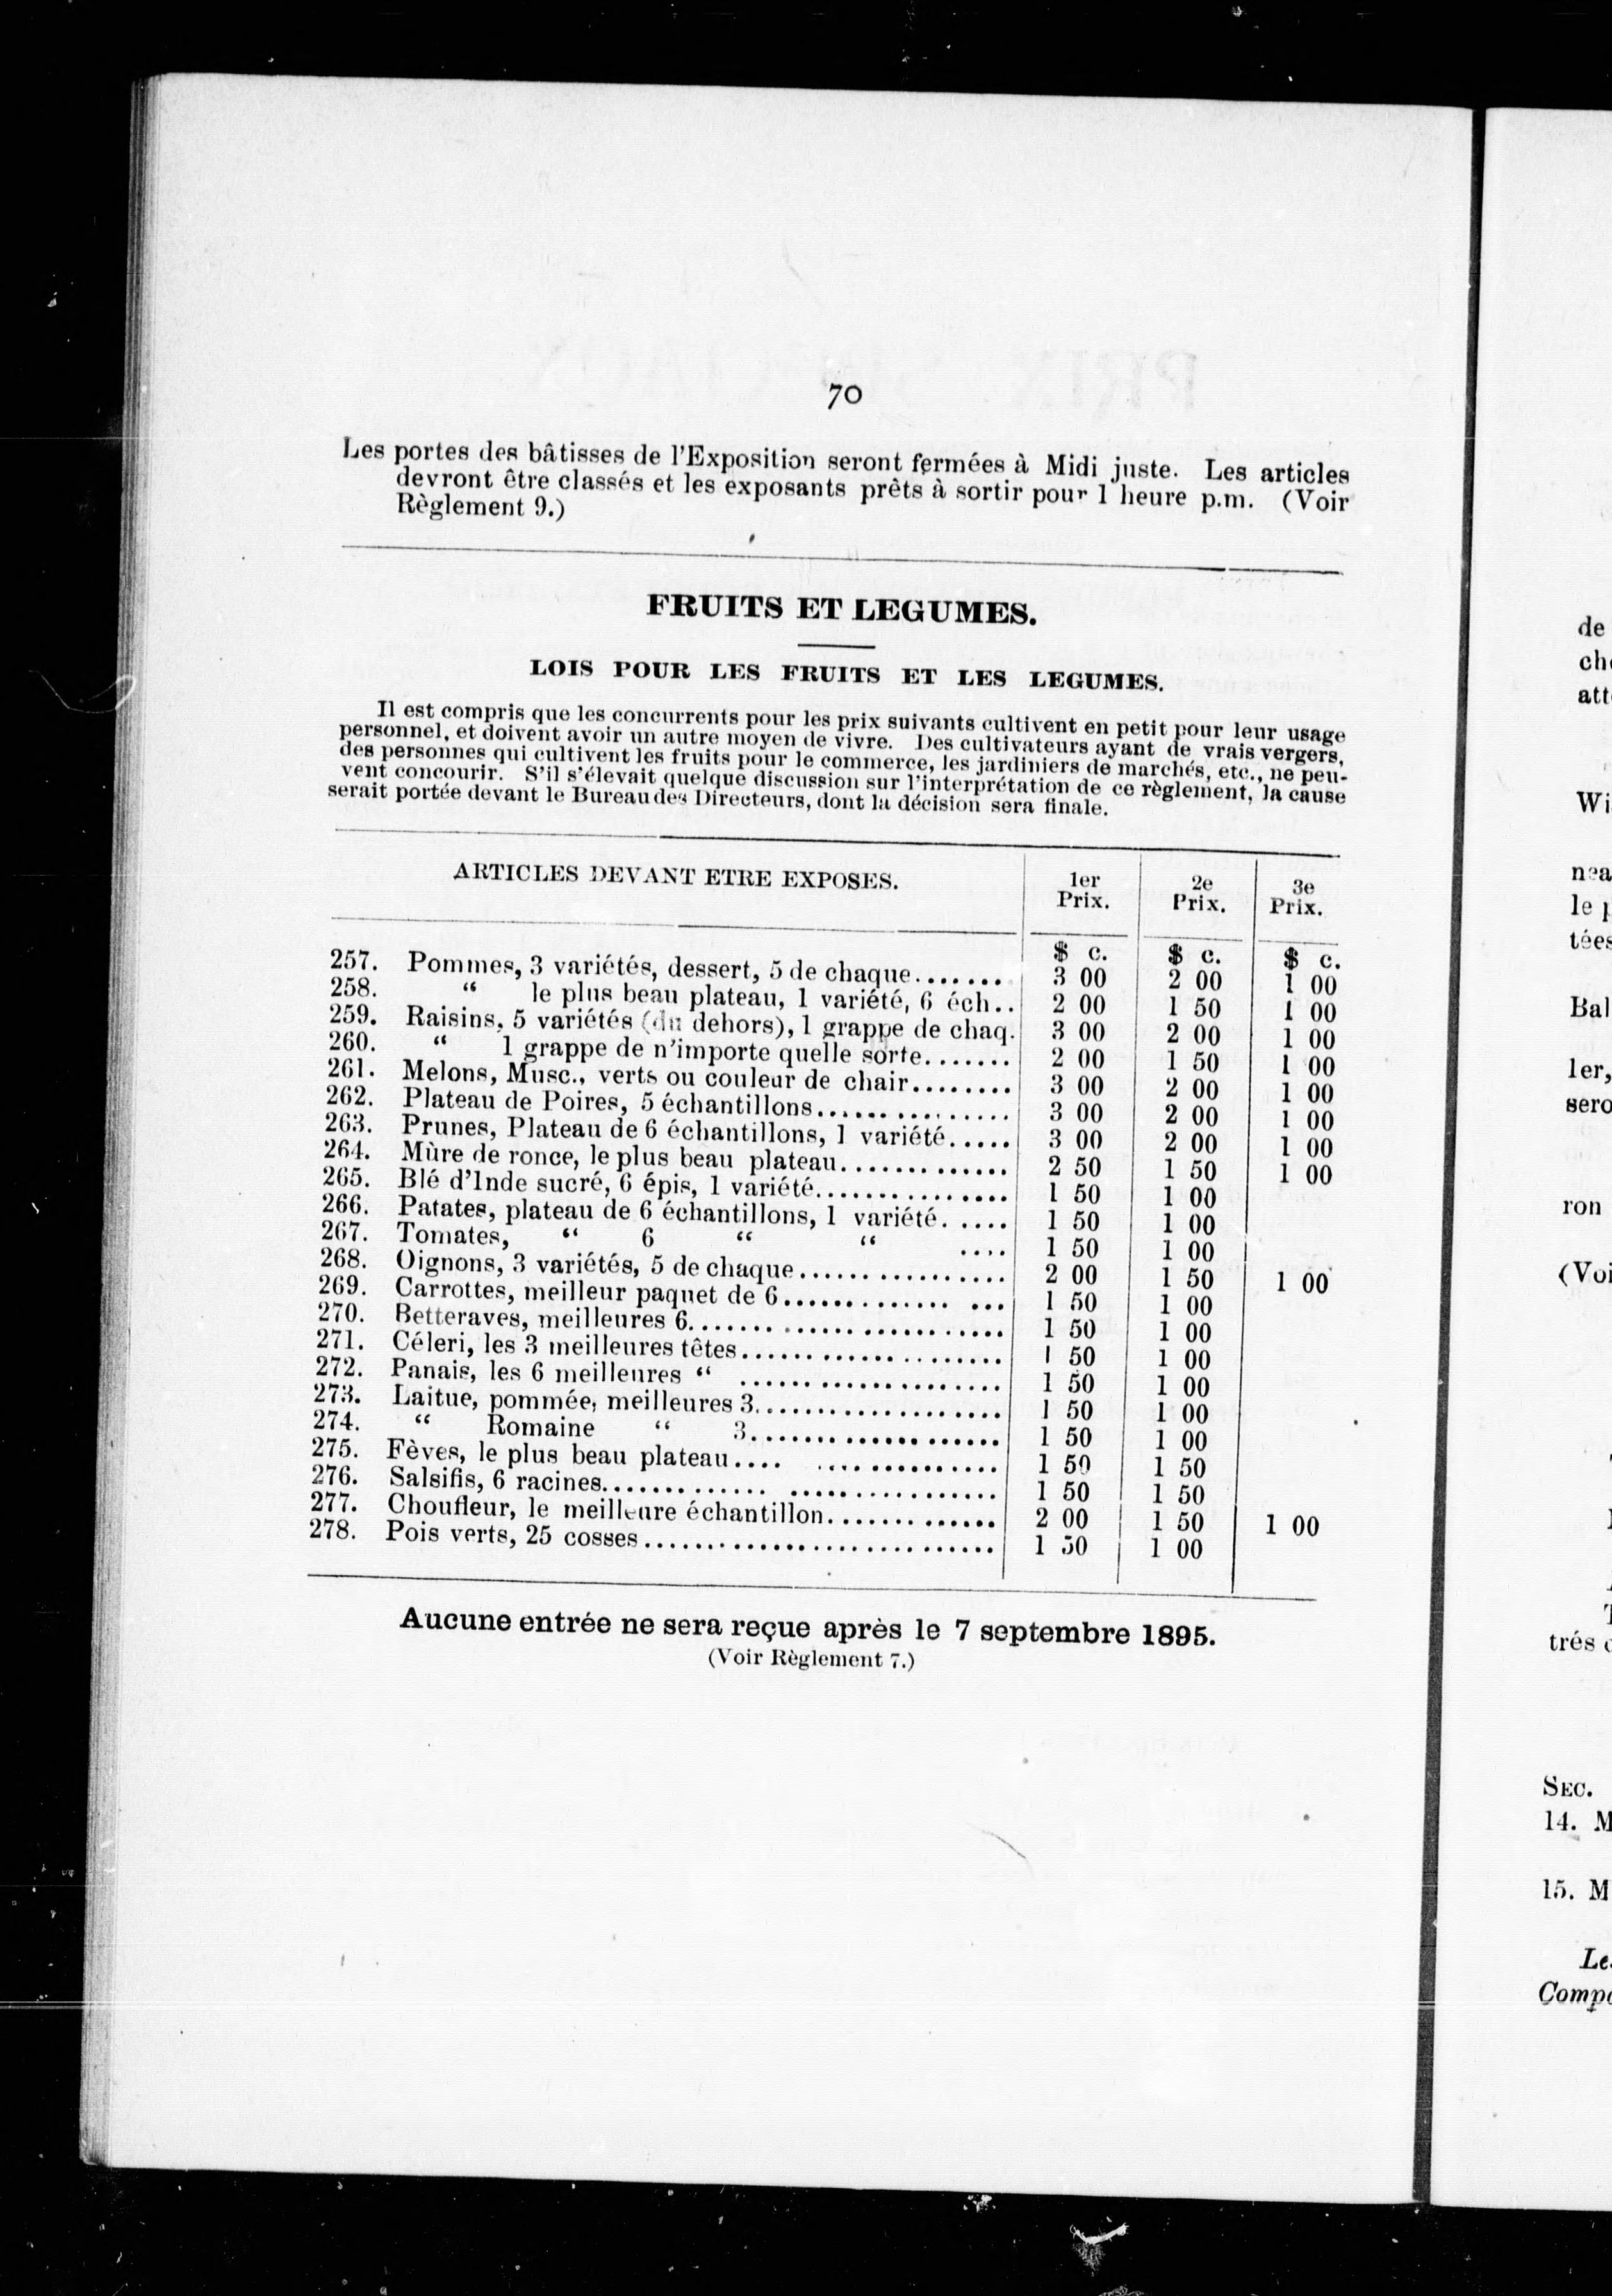 70
Les portes des bâtisses de l'Exposition seront fermées à Midi juste. Les articles
devront être classés et les exposants prêts à sortir pour 1 heure p.m. (Voir
Règlement 9.)
FRUITS ET LEGUMES.
LOIS POUR LES FRUITS ET LES LEGUMES.
Il est compris que les concurrents pour les prix suivants cultivent en petit pour leur usage
personnel, et doivent avoir un autre moyen de vivre. Des cultivateurs ayant de vrais vergers,
des personnes qui cultivent les fruits pour le commerce, les jardiniers de marchés, etc., ne peu-
vent concourir. S'il s'élevait quelque discussion sur l'interprétation de ce règlement, la cause
serait portée devant le Bureau des Directeurs, dont la décision sera finale.
ARTICLES DEVANT ETRE EXPOSES. 1er Prix. 2e Prix. 3e Prix.
$ c. $ c. $ c.
257. Pommes, 3 variétés, dessert, 5 de chaque....... 3 00 2 00 1 00
258. “ le plus beau plateau, 1 variété, 6 éch.. 2 00 1 50 1 00
259. Raisins, 5 variétés (du dehors), 1 grappe de chaq. 3 00 2 00 1 00
260. “ 1 grappe de n'importe quelle sorte....... 2 00 1 50 1 00
261. Melons, Musc., verts ou couleur de chair........ 3 00 2 00 1 00
262. Plateau de Poires, 5 échantillons................ 3 00 2 00 1 00
263. Prunes, Plateau de 6 échantillons, 1 variété..... 3 00 2 00 1 00
264. Mùre de ronce, le plus beau plateau............. 2 50 1 50 1 00
265. Blé d'Inde sucré, 6 épis, 1 variété............... 1 50 1 00
266. Patates, plateau de 6 échantillons, 1 variété. .... 1 50 1 00
267. Tomates, “ 6 “ “ .... 1 50 1 00
268. Oignons, 3 variétés, 5 de chaque................. 2 00 1 50 1 00
269. Carrottes, meilleur paquet de 6............. ... 1 50 1 00
270. Betteraves, meilleures 6......................... 1 50 1 00
271. Céleri, les 3 meilleures têtes..................... 1 50 1 00
272. Panais, les 6 meilleures “ ..................... 1 50 1 00
273. Laitue, pommée, meilleures 3.................... 1 50 1 00
274. “ Romaine “ 3.................... 1 50 1 00
275. Fèves, le plus beau plateau.... ............... 1 50 1 50
276. Salsifis, 6 racines............. ................. 1 50 1 50
277. Choufleur, le meilleure échantillon.............. 2 00 1 50 1 00
278. Pois verts, 25 cosses............................ 1 50 1 00
Aucune entrée ne sera reçue après le 7 septembre 1895.
(Voir Règlement 7.)
de
att
Wi
le
Bal
1er,
ron
(Voi
trés
SEC.
14. M
15. M